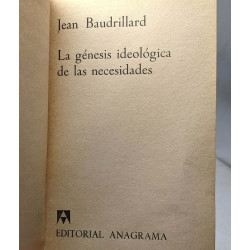 Jean Baudrillard
La génesis ideológica
de las necesidades
EDITORIAL ANAGRAMA